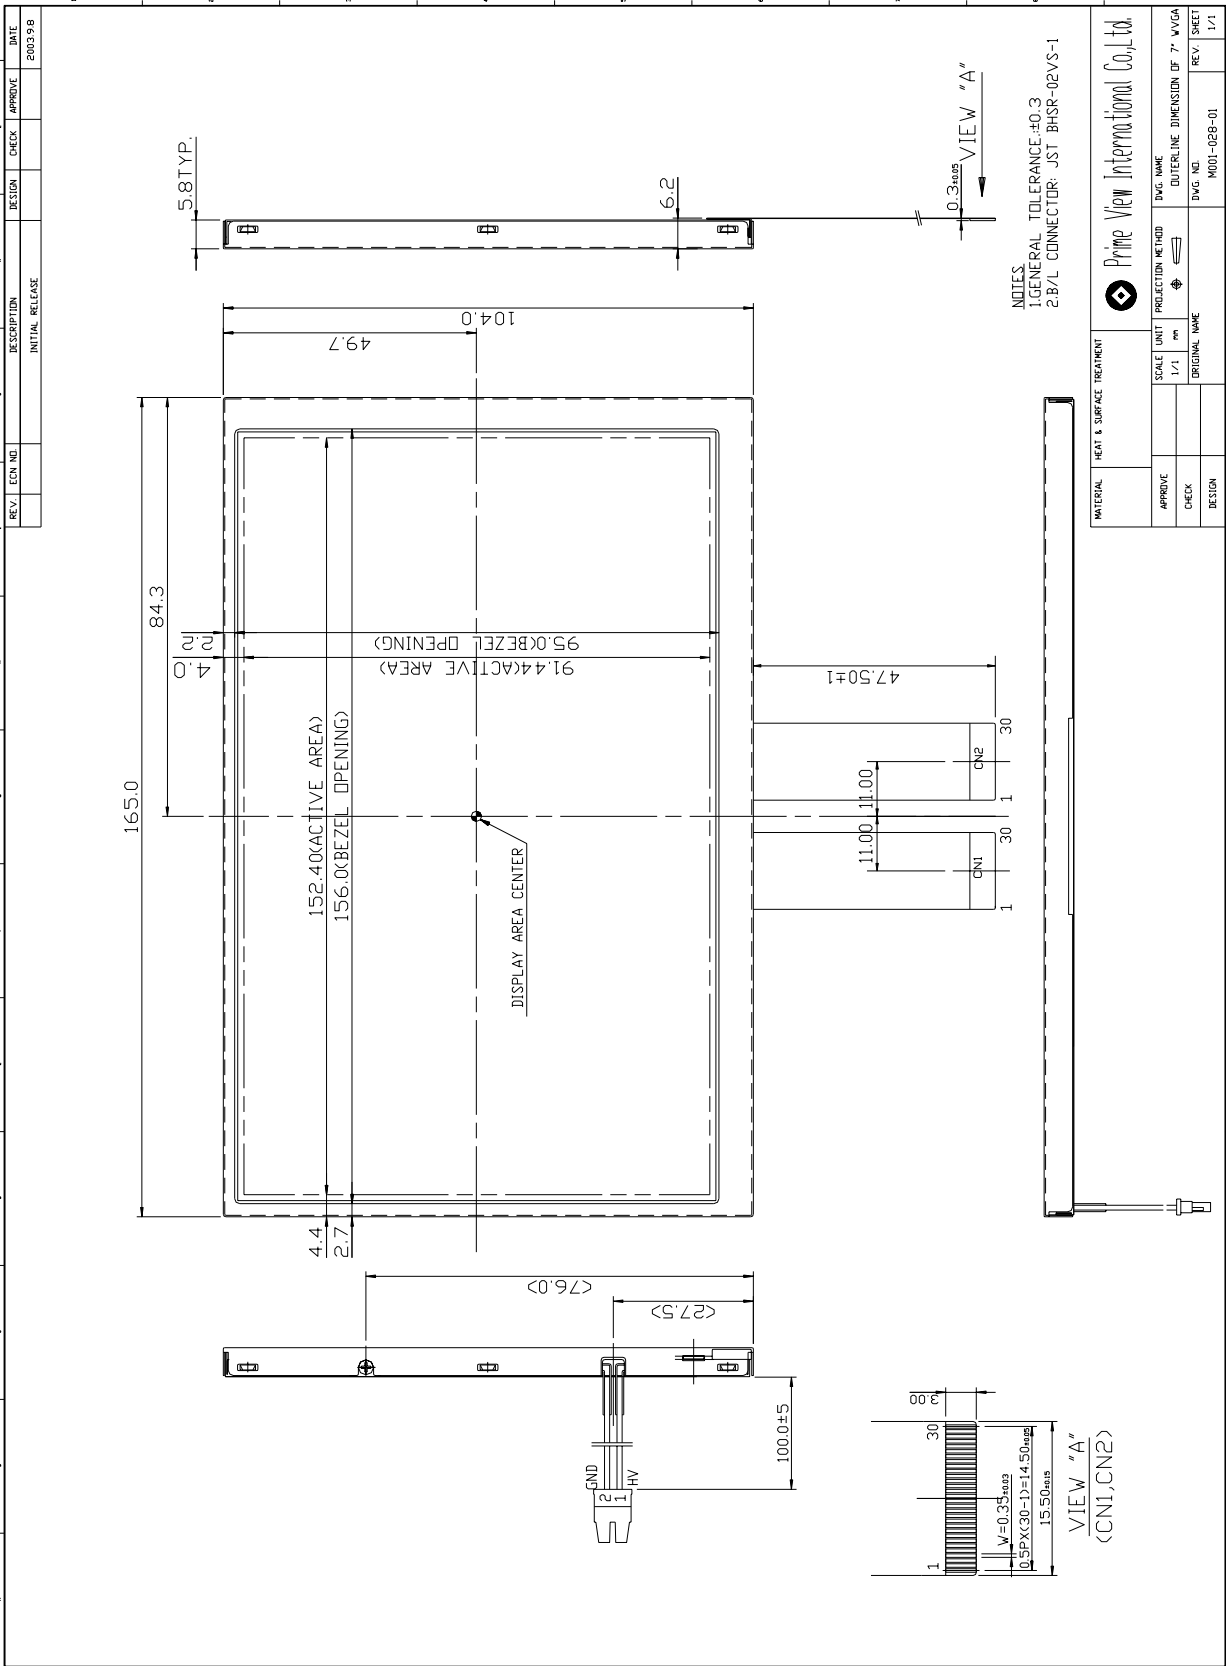 REV. ECN NO. DESCRIPTION DESIGN CHECK APPROVE DATE
INITIAL RELEASE 2003.9.8
165.0
84.3
152.40(ACTIVE AREA)
156.0(BEZEL OPENING)
4.4
2.7
2.2
4.0
95.0(BEZEL OPENING)
91.44(ACTIVE AREA)
49.7
104.0
5.8TYP.
6.2
0.3±0.05
VIEW "A"
DISPLAY AREA CENTER
47.50±1
11.00 11.00
CN1
CN2
1 30 1 30
<76.0>
<27.5>
100.0±5
GND
HV
2
1
3.00
1 30
W=0.35±0.03
0.5PX(30-1)=14.50±0.05
15.50±0.15
VIEW "A"
(CN1,CN2)
NOTES
1.GENERAL TOLERANCE:±0.3
2.B/L CONNECTOR: JST BHSR-02VS-1
MATERIAL HEAT & SURFACE TREATMENT
Prime View International Co.,Ltd.
APPROVE
CHECK
DESIGN
SCALE 1/1
UNIT mm
PROJECTION METHOD
DWG. NAME
OUTERLINE DIMENSION OF 7" WVGA
ORIGINAL NAME
DWG. NO.
M001-028-01
REV.
SHEET
1/1